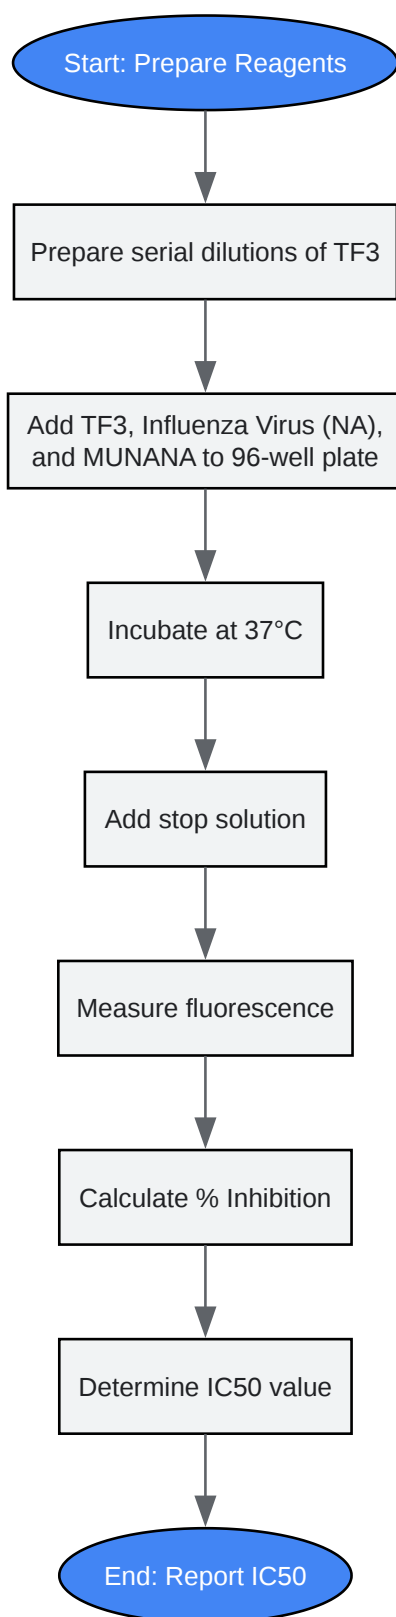 Start: Prepare Reagents
Prepare serial dilutions of TF3
Add TF3, Influenza Virus (NA),
and MUNANA to 96-well plate
Incubate at 37°C
Add stop solution
Measure fluorescence
Calculate % Inhibition
Determine IC50 value
End: Report IC50